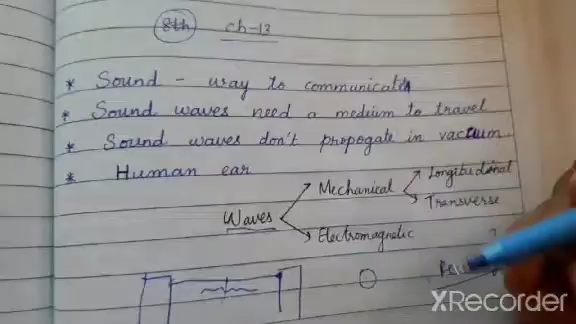 8th ch-13
* Sound - way to communicate
* Sound waves need a medium to travel
* Sound waves don't propogate in vacuum
* Human ear
Waves
Mechanical
Longitudinal
Transverse
Electromagnetic
XRecorder